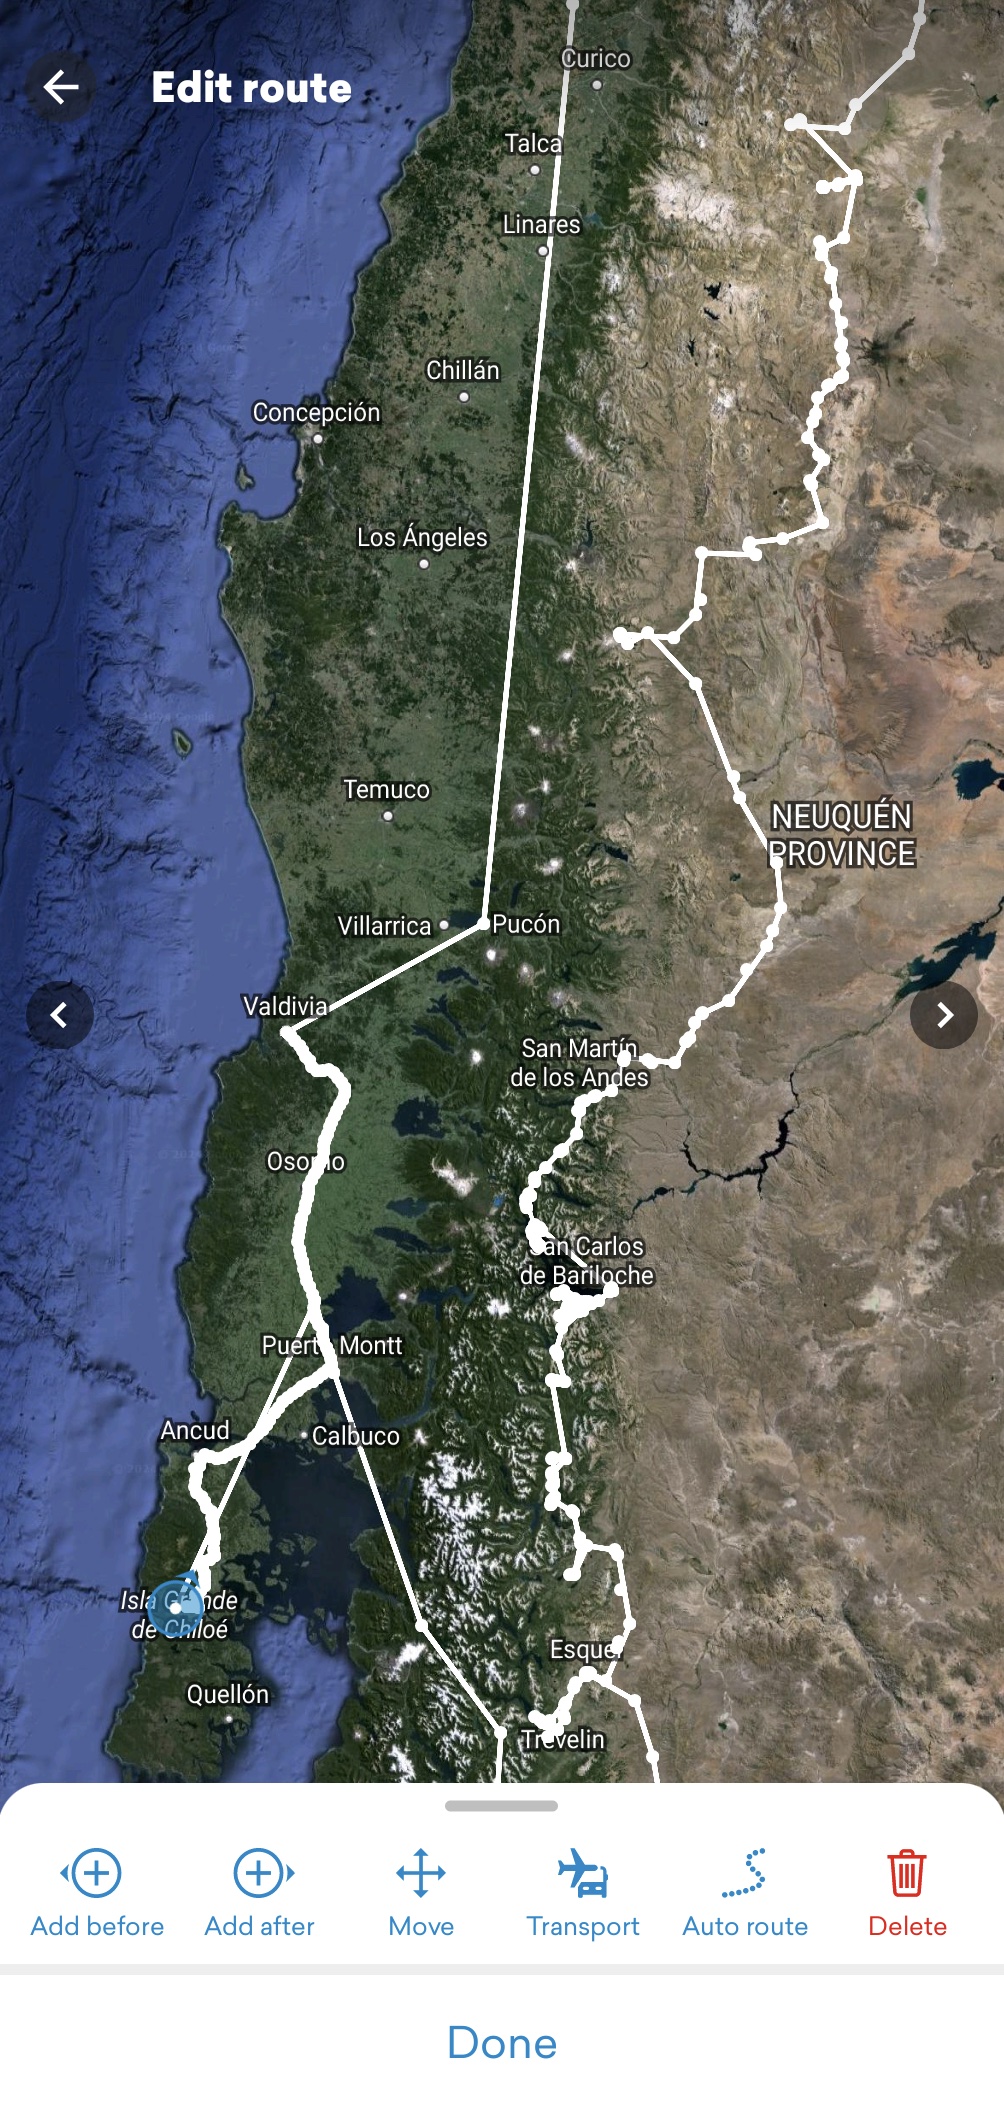 Edit route
Curico
Talca
Linares
Chillán
Concepción
Los Ángeles
Temuco
NEUQUÉN
PROVINCE
Villarrica
Pucón
Valdivia
San Martín
de los Andes
Osorno
San Carlos
de Bariloche
Puerto Montt
Ancud
Calbuco
Isla Grande
de Chiloé
Esquel
Quellón
Trevelin
Add before
Add after
Move
Transport
Auto route
Delete
Done